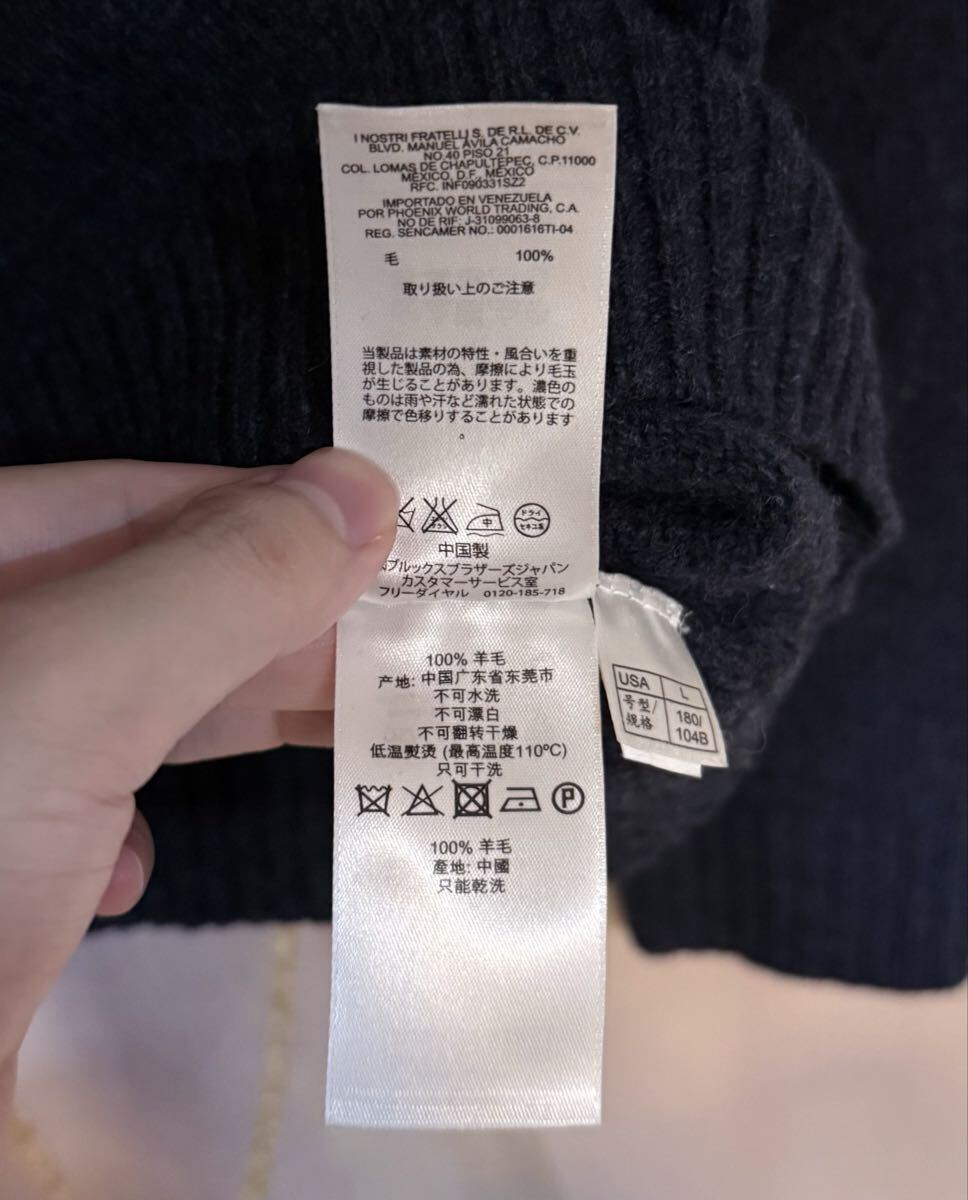 I NOSTRI FRATELLI S. DE R.L. DE C.V.
BLVD. MANUEL ÁVILA CAMACHO
NO.40 PISO 21
COL. LOMAS DE CHAPULTEPEC, C.P.11000
MÉXICO, D.F., MÉXICO
RFC. INF090331SZ2
IMPORTADO EN VENEZUELA
POR PHOENIX WORLD TRADING, C.A.
NO DE RIF: J-31099063-8
REG. SENCAMER NO.: 0001616TI-04
毛 100%
取り扱い上のご注意
当製品は素材の特性・風合いを重
視した製品の為、摩擦により毛玉
が生じることがあります。濃色の
ものは雨や汗など濡れた状態での
摩擦で色移りすることがあります
。
中
ドライ
セキユ系
中国製
ブルックスブラザーズジャパン
カスタマーサービス室
フリーダイヤル 0120-185-718
100% 羊毛
产地: 中国广东省东莞市
不可水洗
不可漂白
不可翻转干燥
低温熨烫 (最高温度110ºC)
只可干洗
P
100% 羊毛
產地: 中國
只能乾洗
USA L
号型/
規格
180/
104B